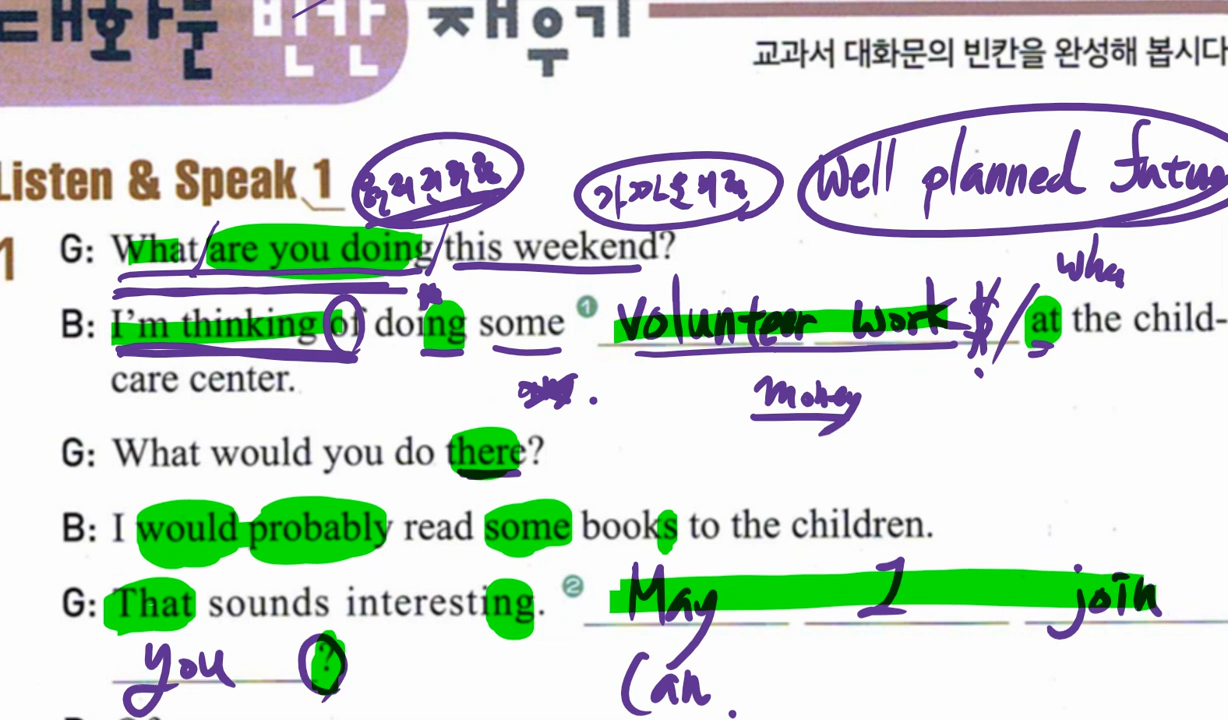 대화문 빈칸 채우기
교과서 대화문의 빈칸을 완성해 봅시다
Listen & Speak 1
가까운 미래
Well planned
1 G: What are you doing this weekend?
B: I'm thinking of doing some ① volunteer work $ / at the child-
care center.
money
G: What would you do there?
B: I would probably read some books to the children.
G: That sounds interesting. ② May I join
you ?
Can